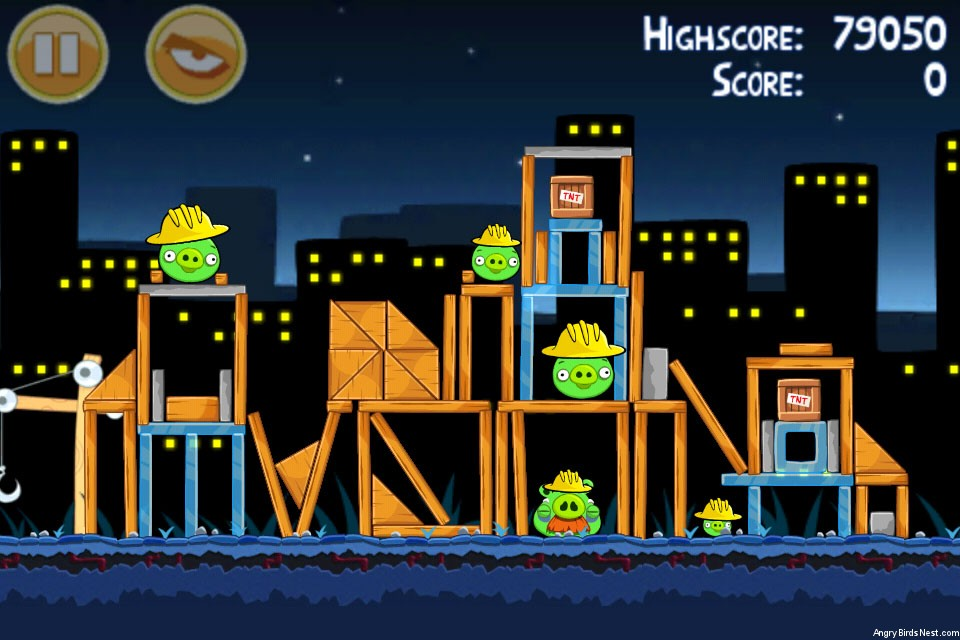 HIGHSCORE: 79050
SCORE: 0
TNT
TNT
AngryBirdsNest.com